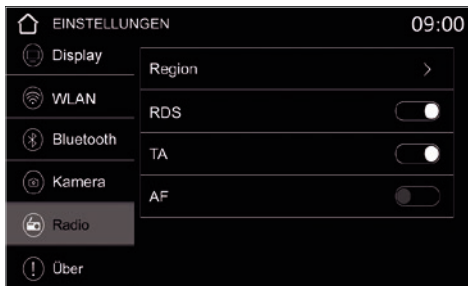 EINSTELLUNGEN 09:00
Display
WLAN
Bluetooth
Kamera
Radio
Über
Region >
RDS
TA
AF